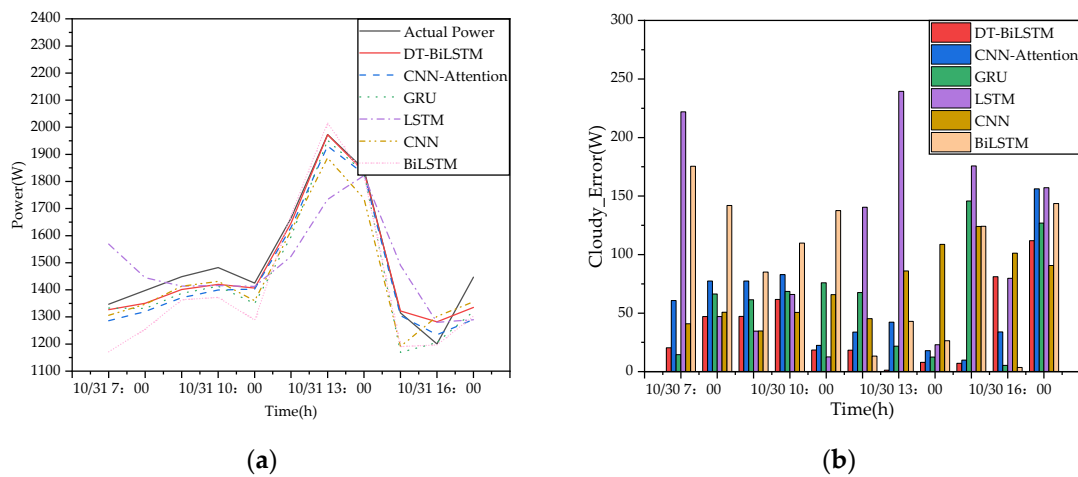 2400
2300
2200
2100
2000
1900
1800
1700
1600
1500
1400
1300
1200
1100
Power(W)
Actual Power
DT-BiLSTM
CNN-Attention
GRU
LSTM
CNN
BiLSTM
10/31 7：00 10/31 10：00 10/31 13：00 10/31 16：00
Time(h)
(a)
300
250
200
150
100
50
0
Cloudy_Error(W)
DT-BiLSTM
CNN-Attention
GRU
LSTM
CNN
BiLSTM
10/30 7：00 10/30 10：00 10/30 13：00 10/30 16：00
Time(h)
(b)